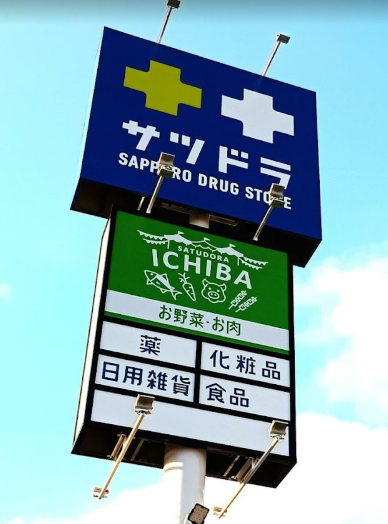 サツドラ
SAPPORO DRUG STORE
SATUDORA
ICHIBA
お野菜・お肉
薬
化粧品
日用雑貨
食品